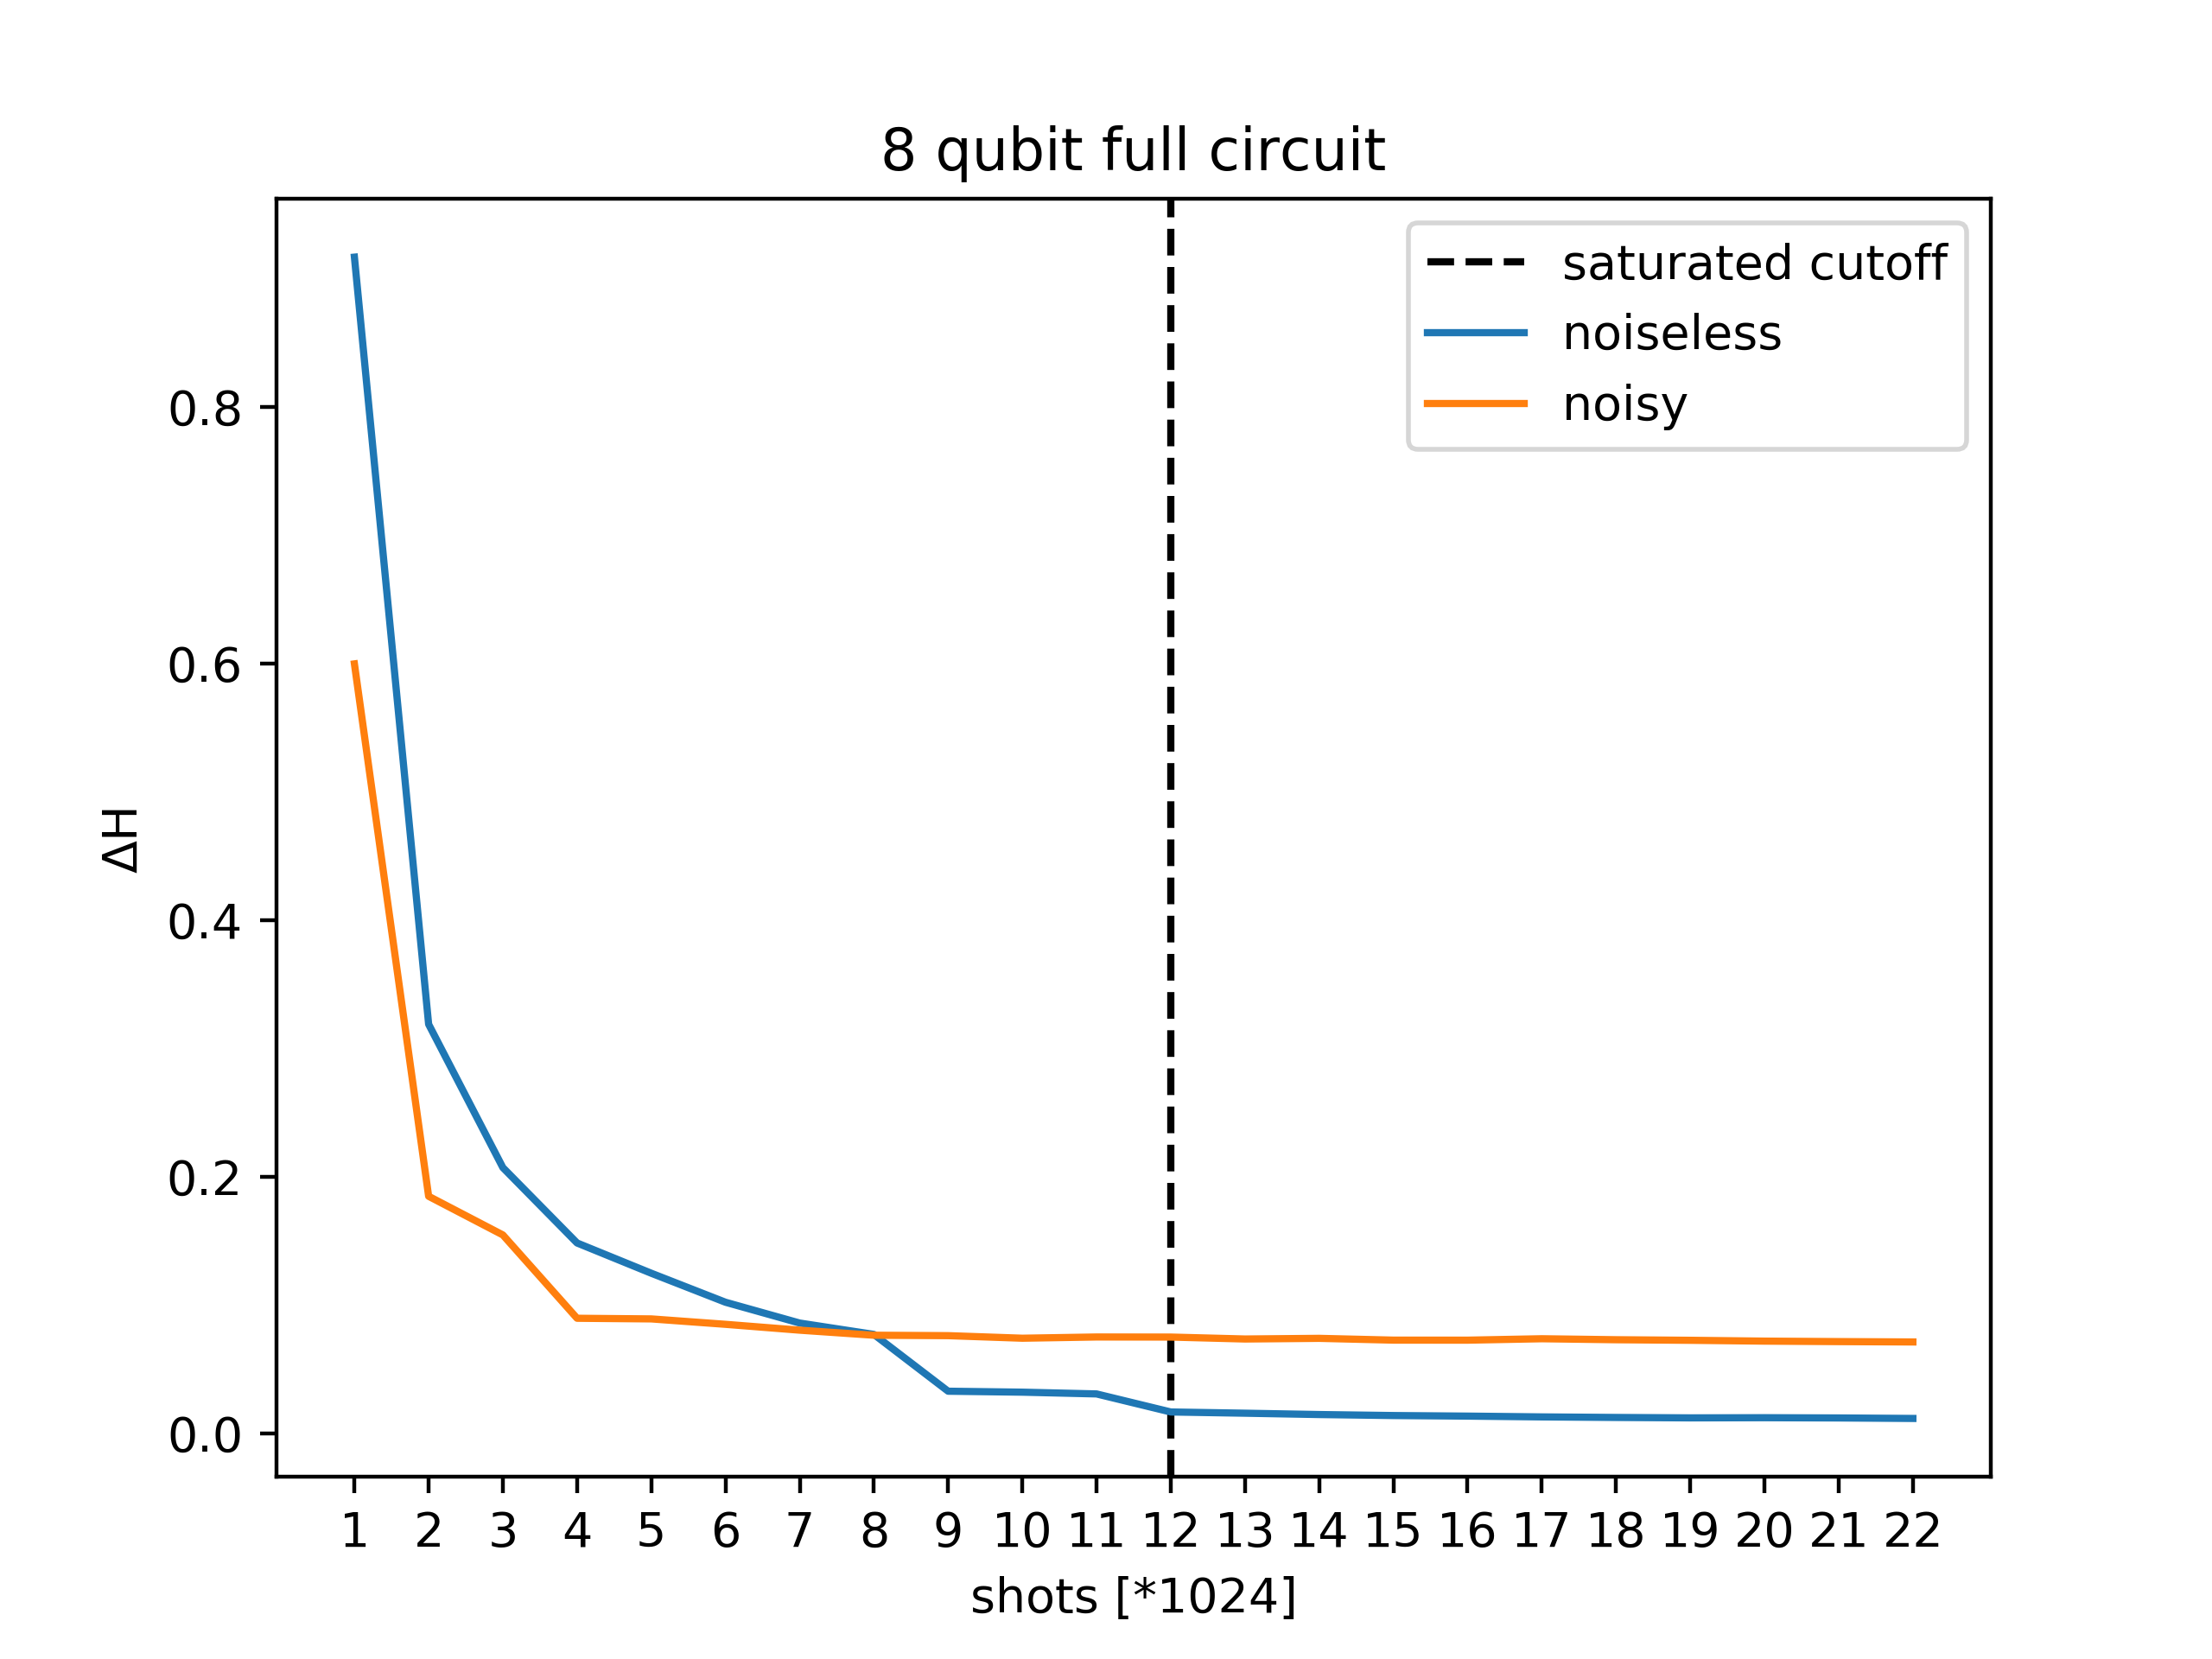 8 qubit full circuit
saturated cutoff
noiseless
noisy
0.8
0.6
0.4
0.2
0.0
ΔH
1 2 3 4 5 6 7 8 9 10 11 12 13 14 15 16 17 18 19 20 21 22
shots [*1024]